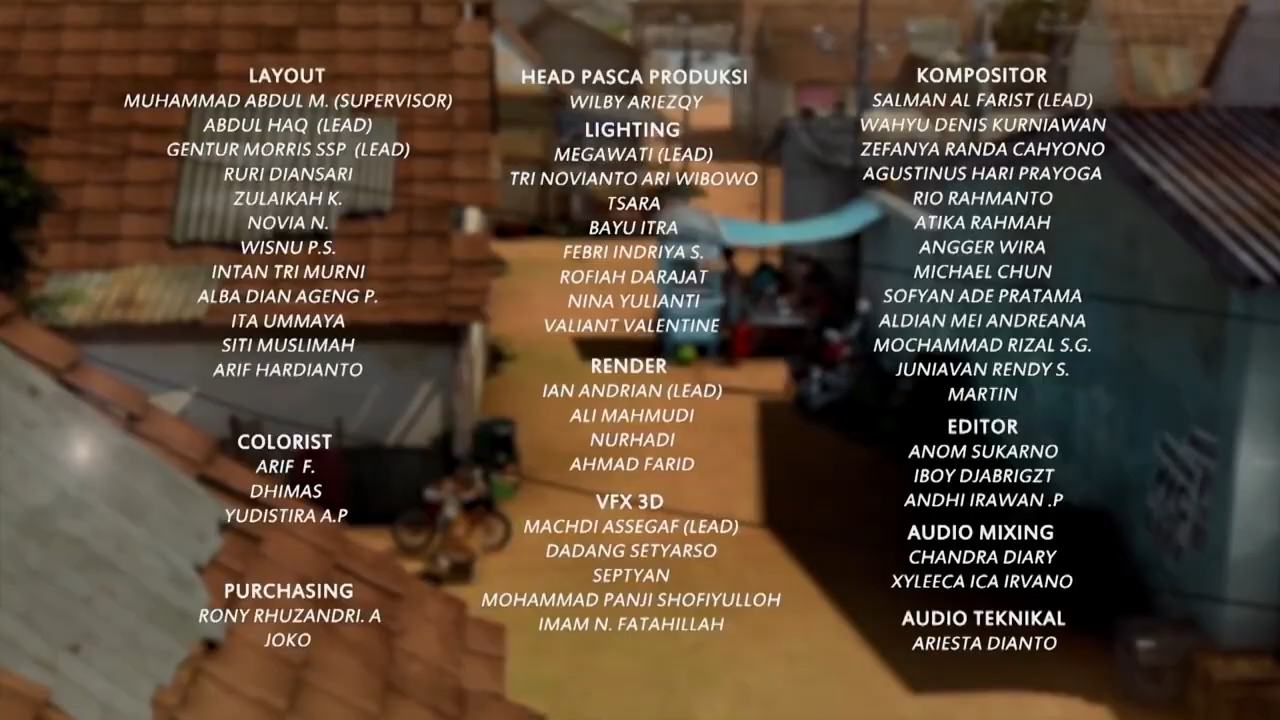 LAYOUT
MUHAMMAD ABDUL M. (SUPERVISOR)
ABDUL HAQ (LEAD)
GENTUR MORRIS SSP (LEAD)
RURI DIANSARI
ZULAIKAH K.
NOVIA N.
WISNU P.S.
INTAN TRI MURNI
ALBA DIAN AGENG P.
ITA UMMAYA
SITI MUSLIMAH
ARIF HARDIANTO
COLORIST
ARIF F.
DHIMAS
YUDISTIRA A.P
PURCHASING
RONY RHUZANDRI. A
JOKO
HEAD PASCA PRODUKSI
WILBY ARIEZQY
LIGHTING
MEGAWATI (LEAD)
TRI NOVIANTO ARI WIBOWO
TSARA
BAYU ITRA
FEBRI INDRIYA S.
ROFIAH DARAJAT
NINA YULIANTI
VALIANT VALENTINE
RENDER
IAN ANDRIAN (LEAD)
ALI MAHMUDI
NURHADI
AHMAD FARID
VFX 3D
MACHDI ASSEGAF (LEAD)
DADANG SETYARSO
SEPTYAN
MOHAMMAD PANJI SHOFIYULLOH
IMAM N. FATAHILLAH
KOMPOSITOR
SALMAN AL FARIST (LEAD)
WAHYU DENIS KURNIAWAN
ZEFANYA RANDA CAHYONO
AGUSTINUS HARI PRAYOGA
RIO RAHMANTO
ATIKA RAHMAH
ANGGER WIRA
MICHAEL CHUN
SOFYAN ADE PRATAMA
ALDIAN MEI ANDREANA
MOCHAMMAD RIZAL S.G.
JUNIAVAN RENDY S.
MARTIN
EDITOR
ANOM SUKARNO
IBOY DJABRIGZT
ANDHI IRAWAN .P
AUDIO MIXING
CHANDRA DIARY
XYLEECA ICA IRVANO
AUDIO TEKNIKAL
ARIESTA DIANTO